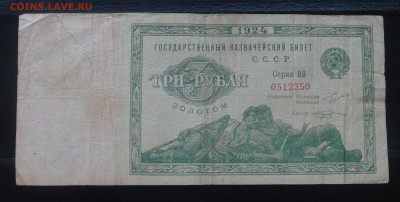 COINS.LAVE.RU
1924
ГОСУДАРСТВЕННЫЙ КАЗНАЧЕЙСКИЙ БИЛЕТ
С.С.С.Р.
3
ТРИ РУБЛЯ
ЗОЛОТОМ
Серия
0512350